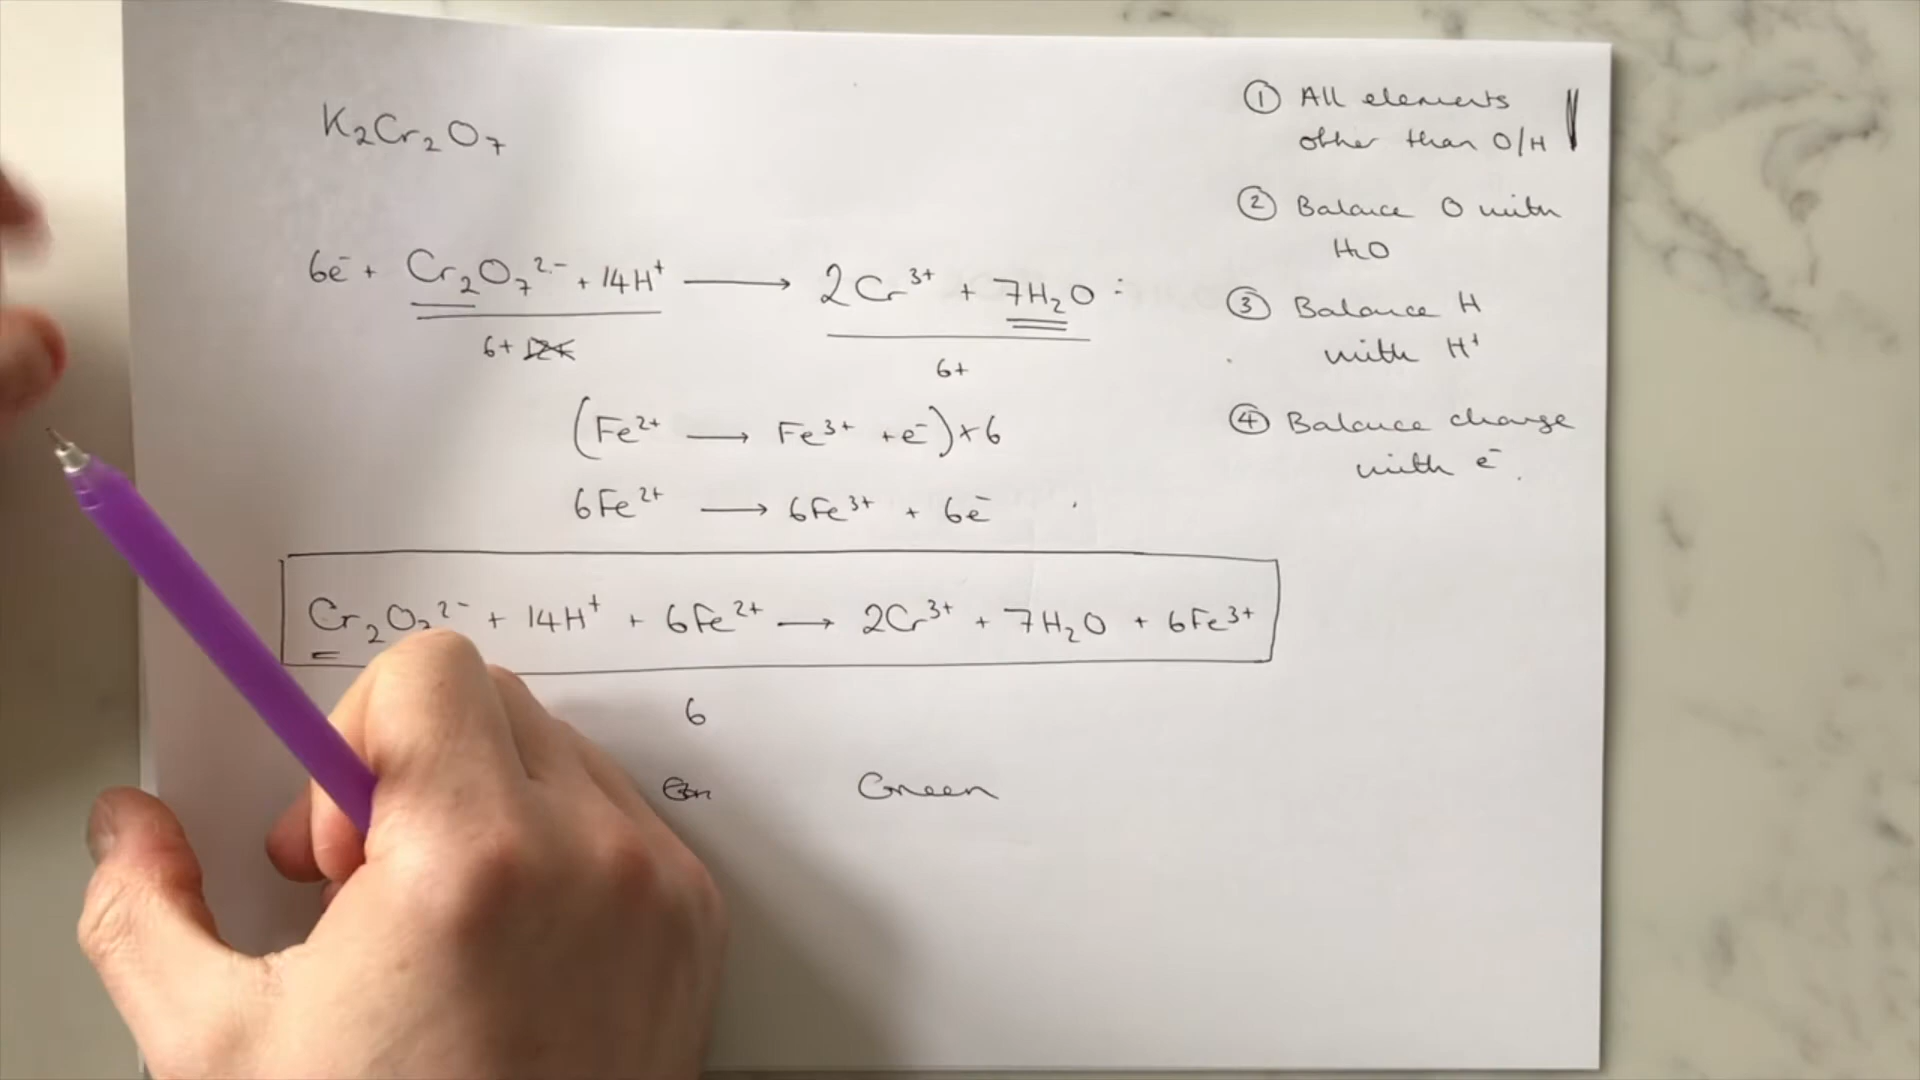 K₂Cr₂O₇
6e⁻ + Cr₂O₇²⁻ + 14H⁺ ⟶ 2Cr³⁺ + 7H₂O :
6+
6+
(Fe²⁺ ⟶ Fe³⁺ + e⁻) × 6
6Fe²⁺ ⟶ 6Fe³⁺ + 6e⁻
Cr₂O₇²⁻ + 14H⁺ + 6Fe²⁺ ⟶ 2Cr³⁺ + 7H₂O + 6Fe³⁺
6
Green
① All elements
other than O/H
② Balance O with
H₂O
③ Balance H
with H⁺
④ Balance charge
with e⁻.